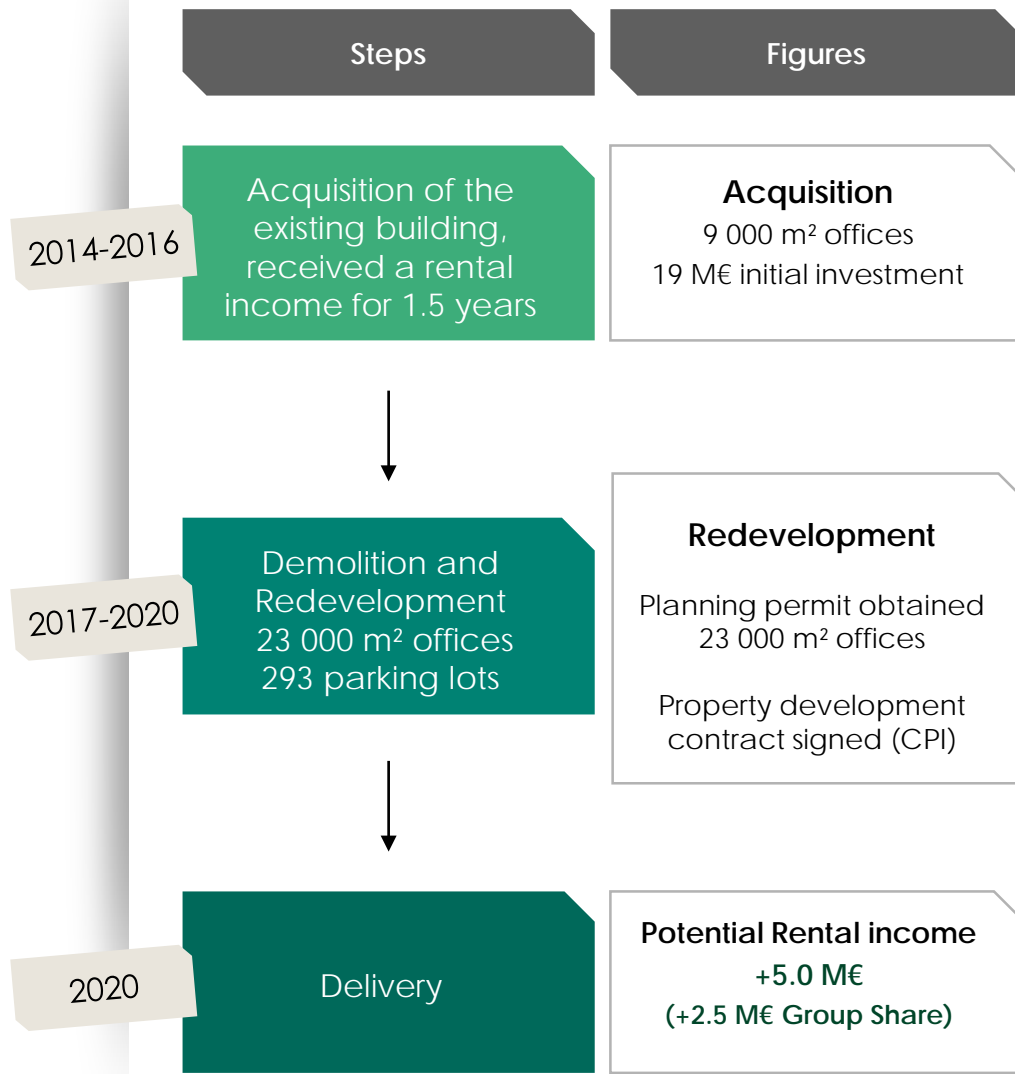 Steps
Figures
2014-2016
Acquisition of the
existing building,
received a rental
income for 1.5 years
Acquisition
9 000 m² offices
19 M€ initial investment
2017-2020
Demolition and
Redevelopment
23 000 m² offices
293 parking lots
Redevelopment
Planning permit obtained
23 000 m² offices
Property development
contract signed (CPI)
2020
Delivery
Potential Rental income
+5.0 M€
(+2.5 M€ Group Share)